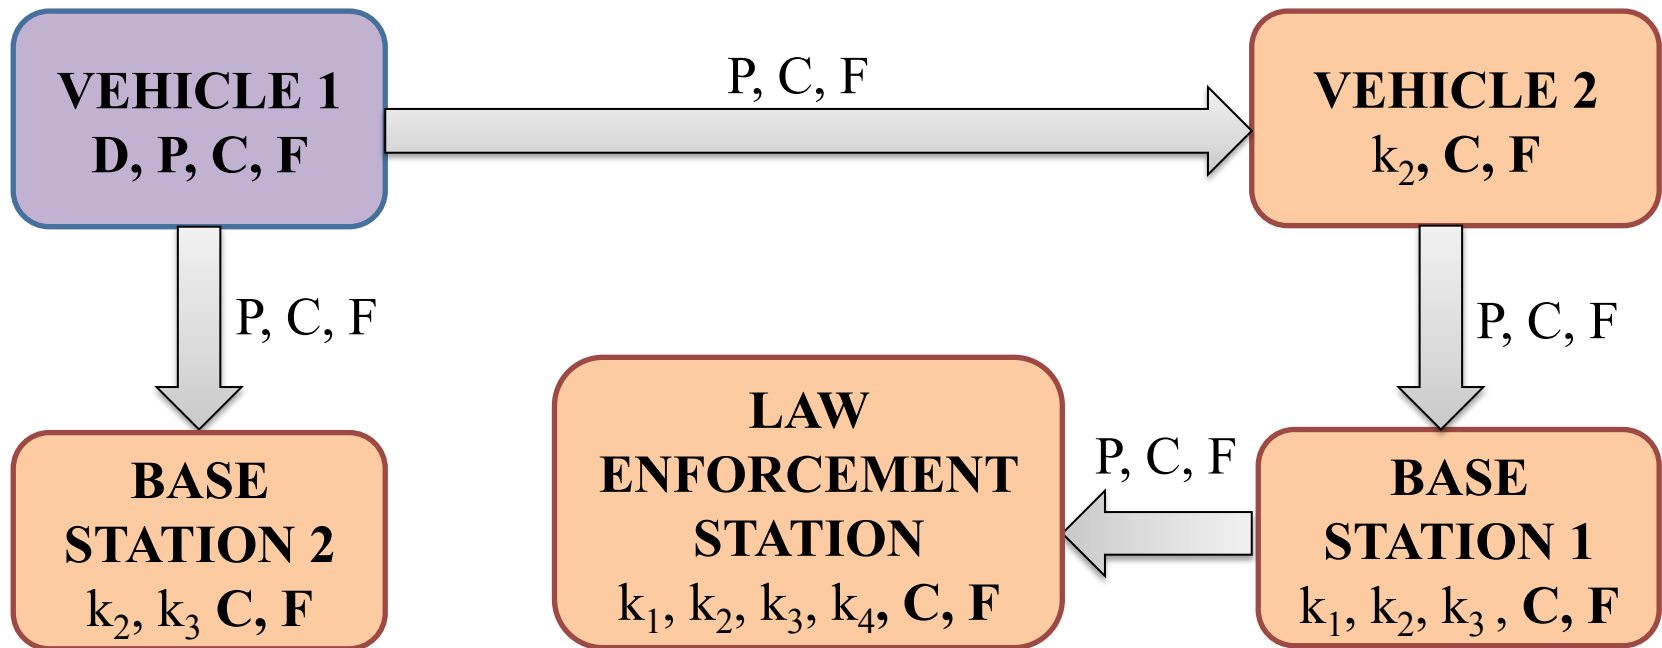 VEHICLE 1
D, P, C, F
P, C, F
VEHICLE 2
k₂, C, F
P, C, F
P, C, F
BASE
STATION 2
k₂, k₃ C, F
LAW
ENFORCEMENT
STATION
k₁, k₂, k₃, k₄, C, F
P, C, F
BASE
STATION 1
k₁, k₂, k₃ , C, F